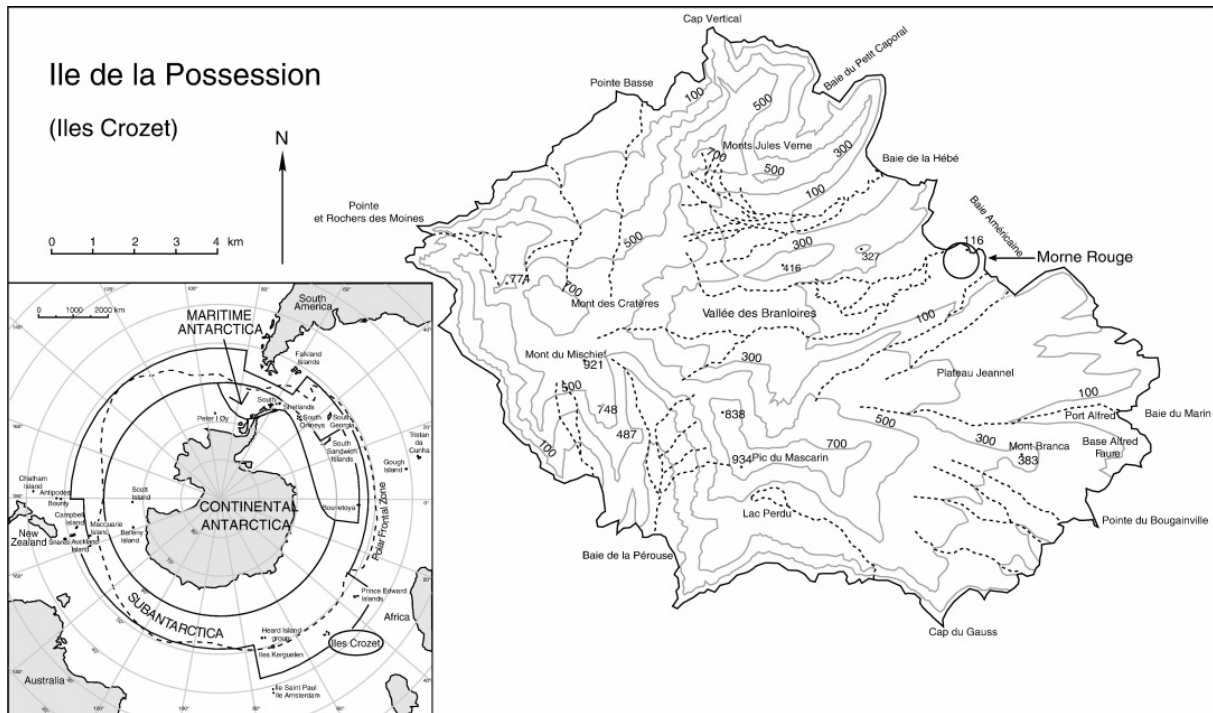 Ile de la Possession
(Iles Crozet)
N
0 1 2 3 4 km
Cap Vertical
Baie du Petit Caporal
Pointe Basse
100
500
Monts Jules Verne
700
500
300
100
Baie de la Hébé
Pointe
et Rochers des Moines
Baie Américaine
116
Morne Rouge
500
300
327
416
774
700
Mont des Cratères
Vallée des Branloires
100
Mont du Mischief
921
300
Plateau Jeannel
500
748
838
500
100
Port Alfred
Baie du Marin
487
700
300
Mont Branca
383
Base Alfred
Faure
100
934
Pic du Mascarin
Lac Perdu
Pointe du Bougainville
Baie de la Pérouse
Cap du Gauss
0 1000 2000 km
South
America
MARITIME
ANTARCTICA
Falkland
Islands
Peter I Øy
South
Shetlands
South
Orkneys
South
Georgia
South
Sandwich
Islands
Tristan
da Cunha
Gough
Island
Chatham
Island
Antipodes
Bounty
Campbell
Island
Scott
Island
Macquarie
Island
Balleny
Island
New
Zealand
Snares
Auckland
Island
CONTINENTAL
ANTARCTICA
Bouvetoya
0°
Polar Frontal Zone
SUBANTARCTICA
Prince Edward
Islands
Africa
Heard Island
group
Iles Crozet
Iles Kerguelen
Australia
Ile Saint Paul
Ile Amsterdam